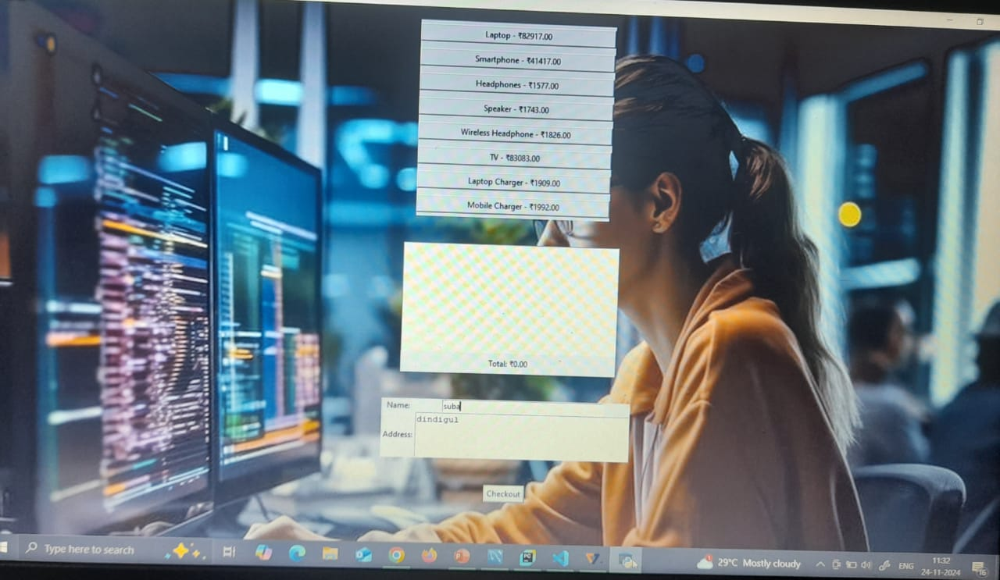 Laptop - ₹82917.00
Smartphone - ₹41417.00
Headphones - ₹1577.00
Speaker - ₹1743.00
Wireless Headphone - ₹1826.00
TV - ₹83083.00
Laptop Charger - ₹1909.00
Mobile Charger - ₹1992.00
Total: ₹0.00
Name: suba
Address: dindigul
Checkout
Type here to search
29°C Mostly cloudy
ENG
11:32
24-11-2024
16